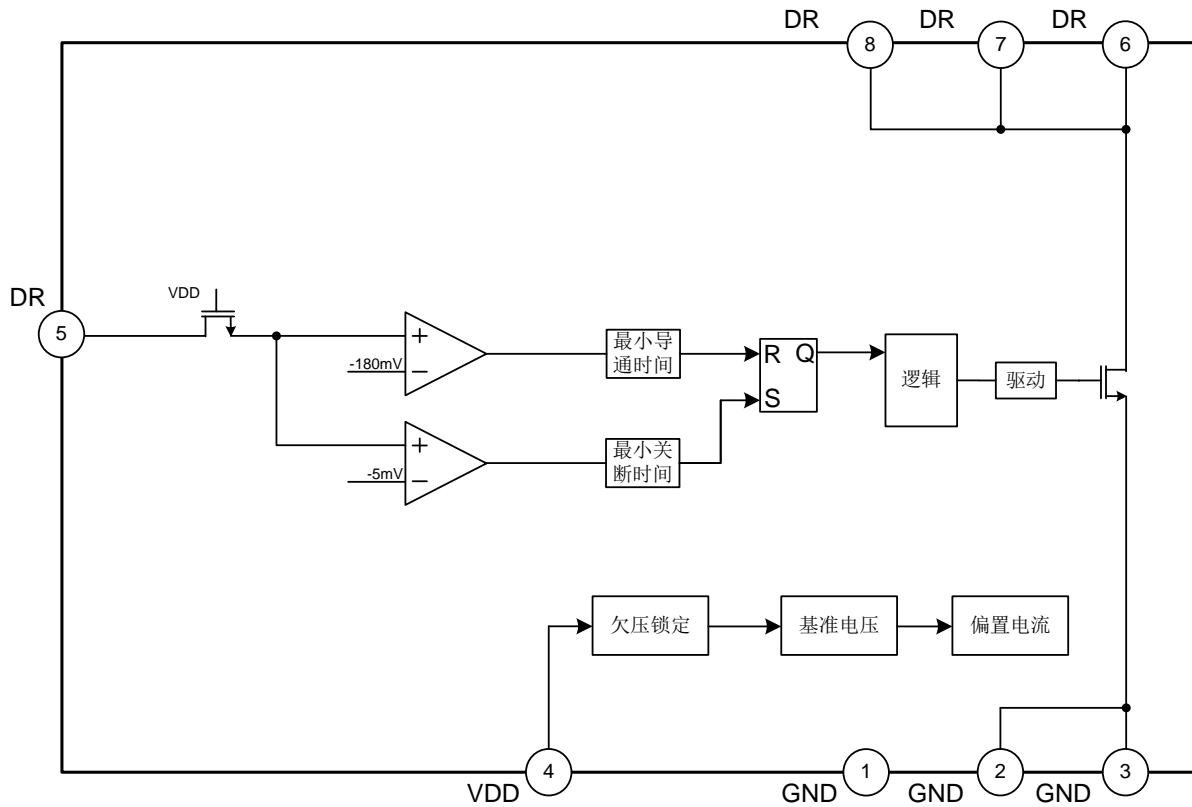 DR
8
DR
7
DR
6
DR
5
VDD
+
-180mV
−
最小导
通时间
R
Q
S
逻辑
驱动
+
-5mV
−
最小关
断时间
欠压锁定
基准电压
偏置电流
VDD
4
GND
1
GND
2
GND
3